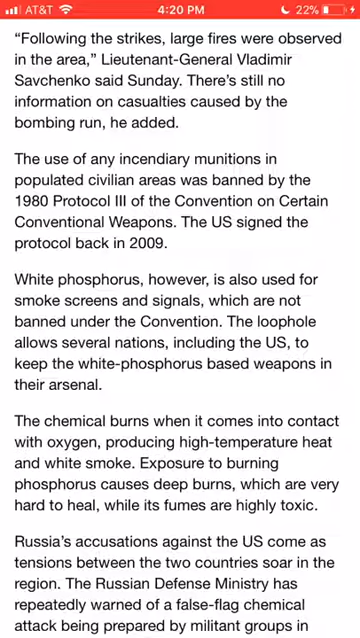 AT&T 4:20 PM 22%
“Following the strikes, large fires were observed
in the area,” Lieutenant-General Vladimir
Savchenko said Sunday. There’s still no
information on casualties caused by the
bombing run, he added.
The use of any incendiary munitions in
populated civilian areas was banned by the
1980 Protocol III of the Convention on Certain
Conventional Weapons. The US signed the
protocol back in 2009.
White phosphorus, however, is also used for
smoke screens and signals, which are not
banned under the Convention. The loophole
allows several nations, including the US, to
keep the white-phosphorus based weapons in
their arsenal.
The chemical burns when it comes into contact
with oxygen, producing high-temperature heat
and white smoke. Exposure to burning
phosphorus causes deep burns, which are very
hard to heal, while its fumes are highly toxic.
Russia’s accusations against the US come as
tensions between the two countries soar in the
region. The Russian Defense Ministry has
repeatedly warned of a false-flag chemical
attack being prepared by militant groups in